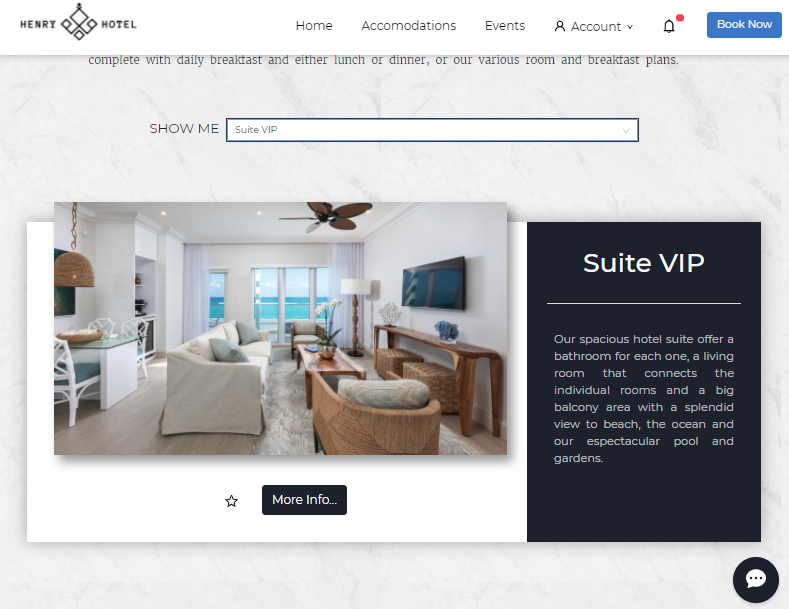 HENRY HOTEL
Home Accomodations Events Account Book Now
complete with daily breakfast and either lunch or dinner, or our various room and breakfast plans.
SHOW ME Suite VIP
Suite VIP
Our spacious hotel suite offer a
bathroom for each one, a living
room that connects the
individual rooms and a big
balcony area with a splendid
view to beach, the ocean and
our espectacular pool and
gardens.
More Info...